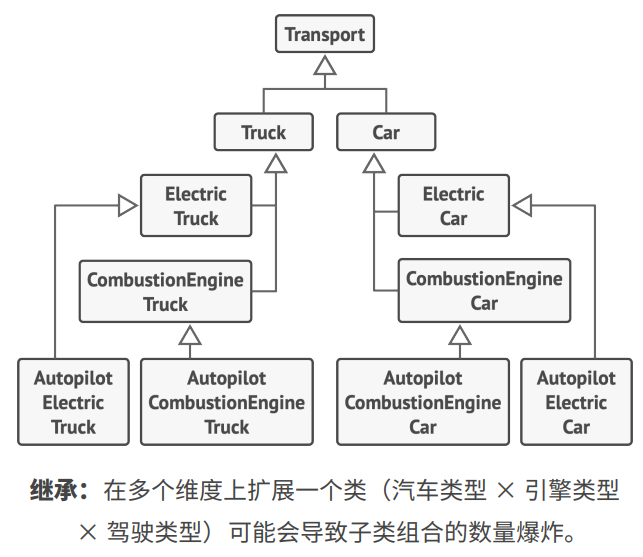 Transport
Truck
Car
Electric
Truck
Electric
Car
CombustionEngine
Truck
CombustionEngine
Car
Autopilot
Electric
Truck
Autopilot
CombustionEngine
Truck
Autopilot
CombustionEngine
Car
Autopilot
Electric
Car
继承：在多个维度上扩展一个类（汽车类型 × 引擎类型
× 驾驶类型）可能会导致子类组合的数量爆炸。